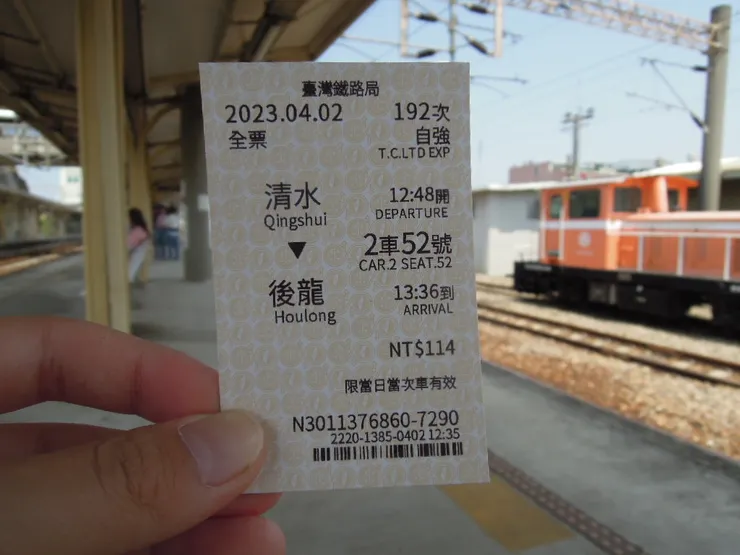 臺灣鐵路局
2023.04.02 192次
全票 自強
T.C.LTD EXP
清水 12:48開
Qingshui DEPARTURE
▼ 2車52號
CAR.2 SEAT.52
後龍 13:36到
Houlong ARRIVAL
NT$114
限當日當次車有效
N3011376860-7290
2220-1385-0402 12:35